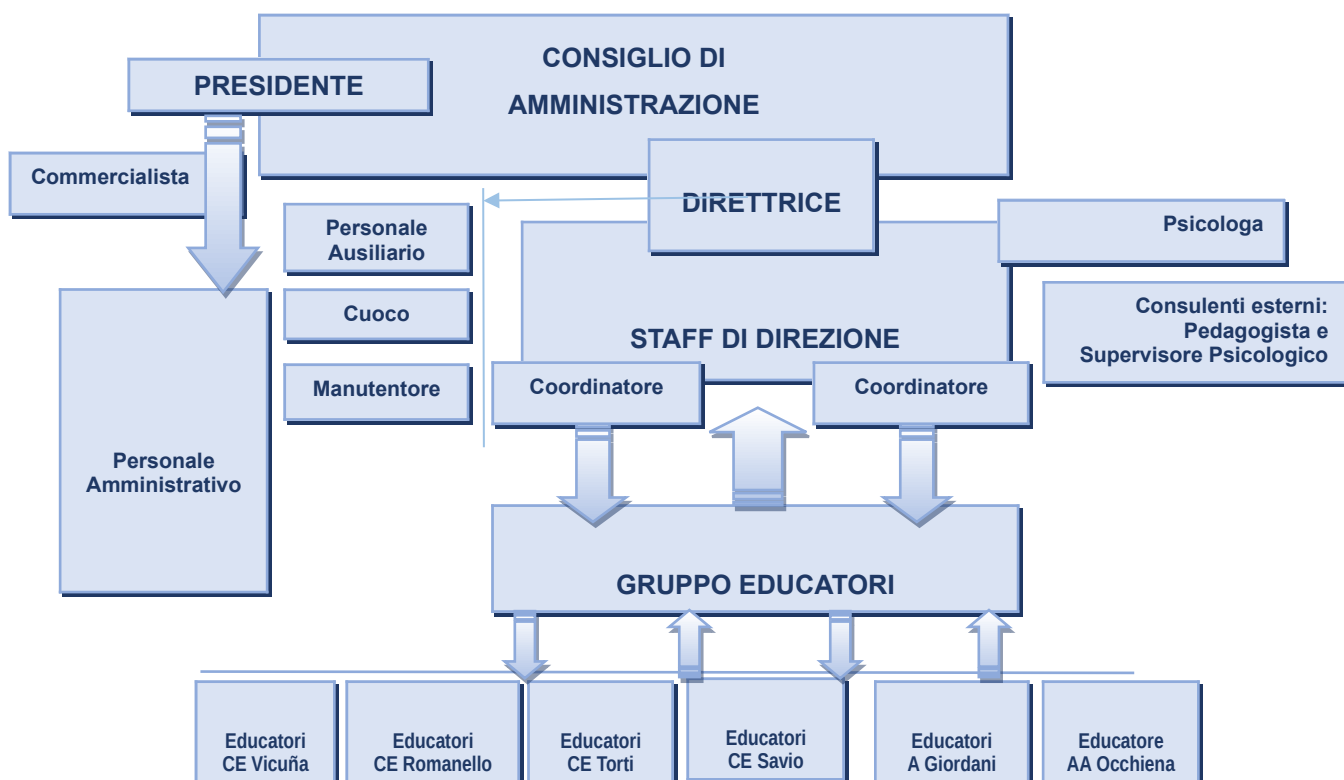 CONSIGLIO DI
AMMINISTRAZIONE
PRESIDENTE
Commercialista
DIRETTRICE
Personale
Ausiliario
Psicologa
Cuoco
Consulenti esterni:
Pedagogista e
Supervisore Psicologico
STAFF DI DIREZIONE
Manutentore
Coordinatore
Coordinatore
Personale
Amministrativo
GRUPPO EDUCATORI
Educatori
CE Vicuña
Educatori
CE Romanello
Educatori
CE Torti
Educatori
CE Savio
Educatori
A Giordani
Educatore
AA Occhiena